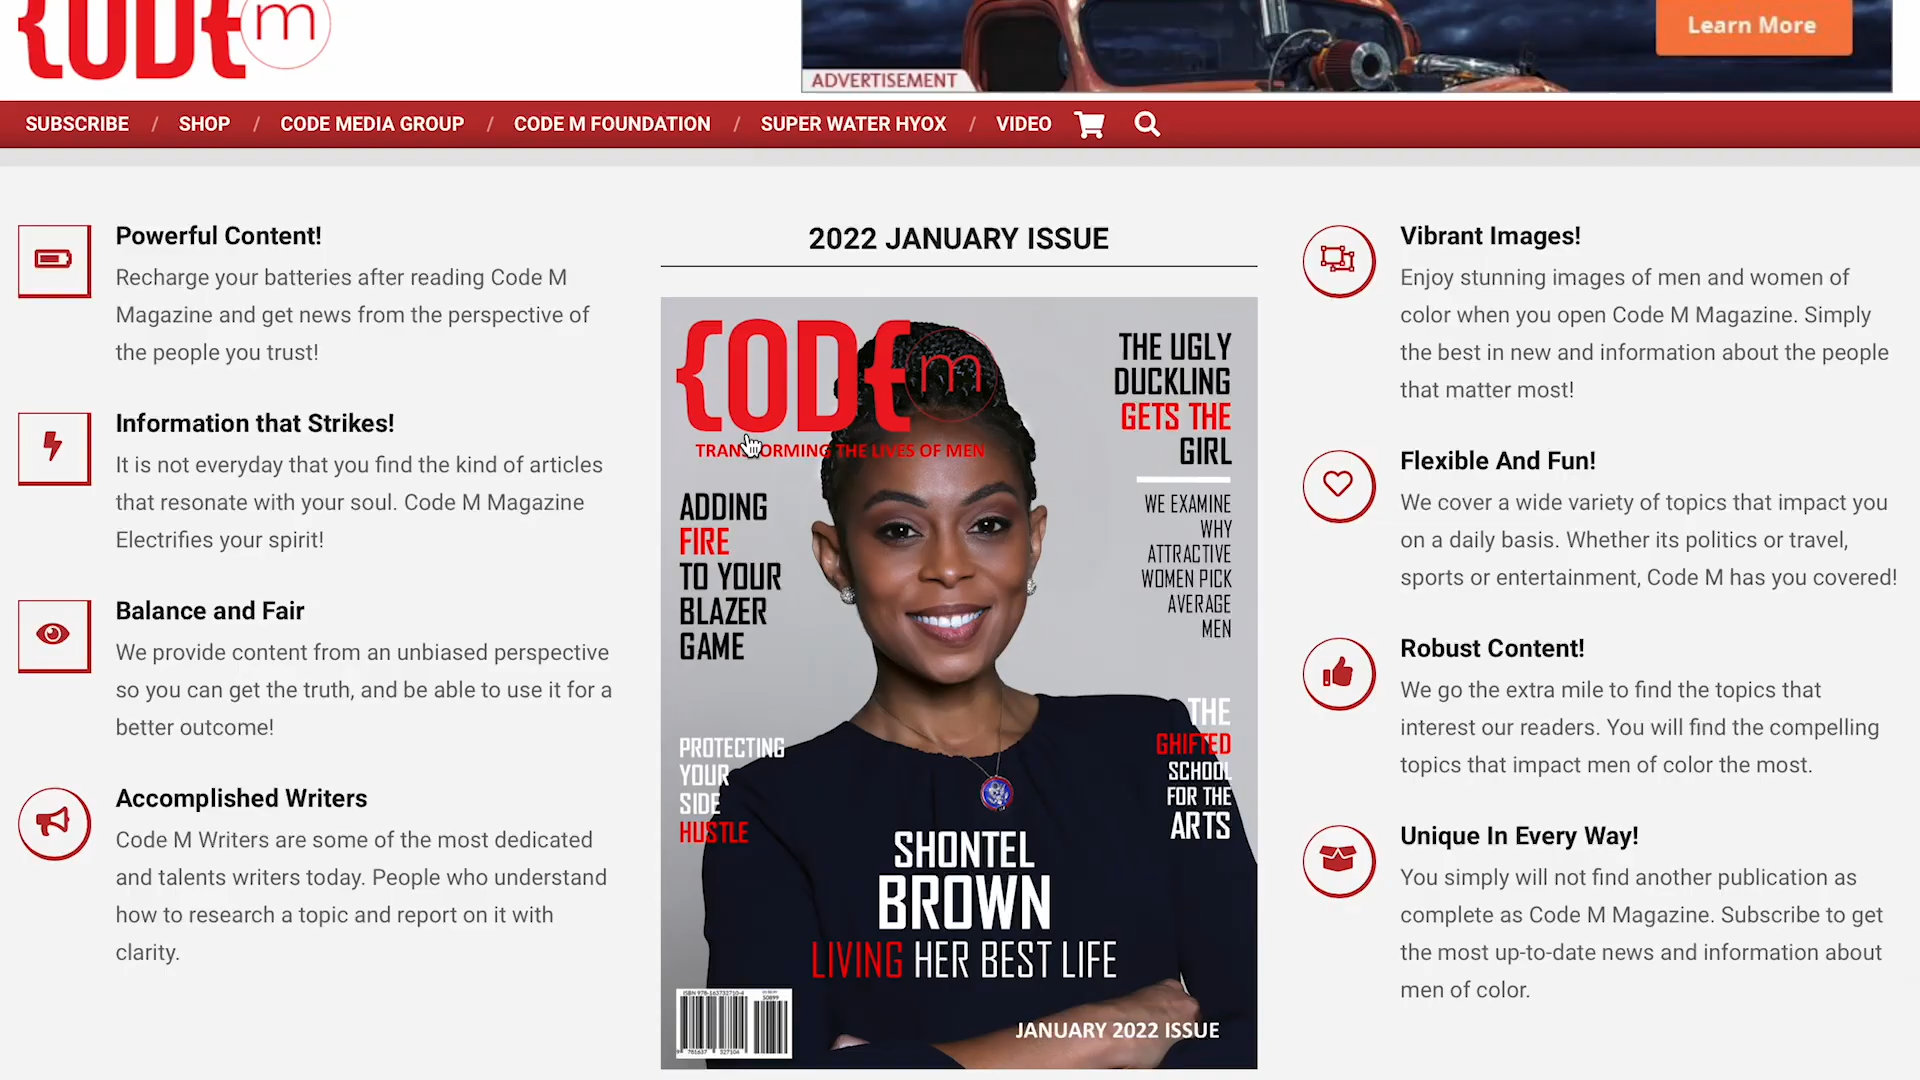 {ODE m
Learn More
ADVERTISEMENT
SUBSCRIBE / SHOP / CODE MEDIA GROUP / CODE M FOUNDATION / SUPER WATER HYOX / VIDEO
Powerful Content!
Recharge your batteries after reading Code M
Magazine and get news from the perspective of
the people you trust!
Information that Strikes!
It is not everyday that you find the kind of articles
that resonate with your soul. Code M Magazine
Electrifies your spirit!
Balance and Fair
We provide content from an unbiased perspective
so you can get the truth, and be able to use it for a
better outcome!
Accomplished Writers
Code M Writers are some of the most dedicated
and talents writers today. People who understand
how to research a topic and report on it with
clarity.
2022 JANUARY ISSUE
{ODE m
TRANSFORMING THE LIVES OF MEN
ADDING
FIRE
TO YOUR
BLAZER
GAME
PROTECTING
YOUR
SIDE
HUSTLE
THE UGLY
DUCKLING
GETS THE
GIRL
WE EXAMINE
WHY
ATTRACTIVE
WOMEN PICK
AVERAGE
MEN
THE
GHIFTED
SCHOOL
FOR THE
ARTS
SHONTEL
BROWN
LIVING HER BEST LIFE
ISBN 978-163732710-4
50899
9 781637 327104
JANUARY 2022 ISSUE
Vibrant Images!
Enjoy stunning images of men and women of
color when you open Code M Magazine. Simply
the best in new and information about the people
that matter most!
Flexible And Fun!
We cover a wide variety of topics that impact you
on a daily basis. Whether its politics or travel,
sports or entertainment, Code M has you covered!
Robust Content!
We go the extra mile to find the topics that
interest our readers. You will find the compelling
topics that impact men of color the most.
Unique In Every Way!
You simply will not find another publication as
complete as Code M Magazine. Subscribe to get
the most up-to-date news and information about
men of color.